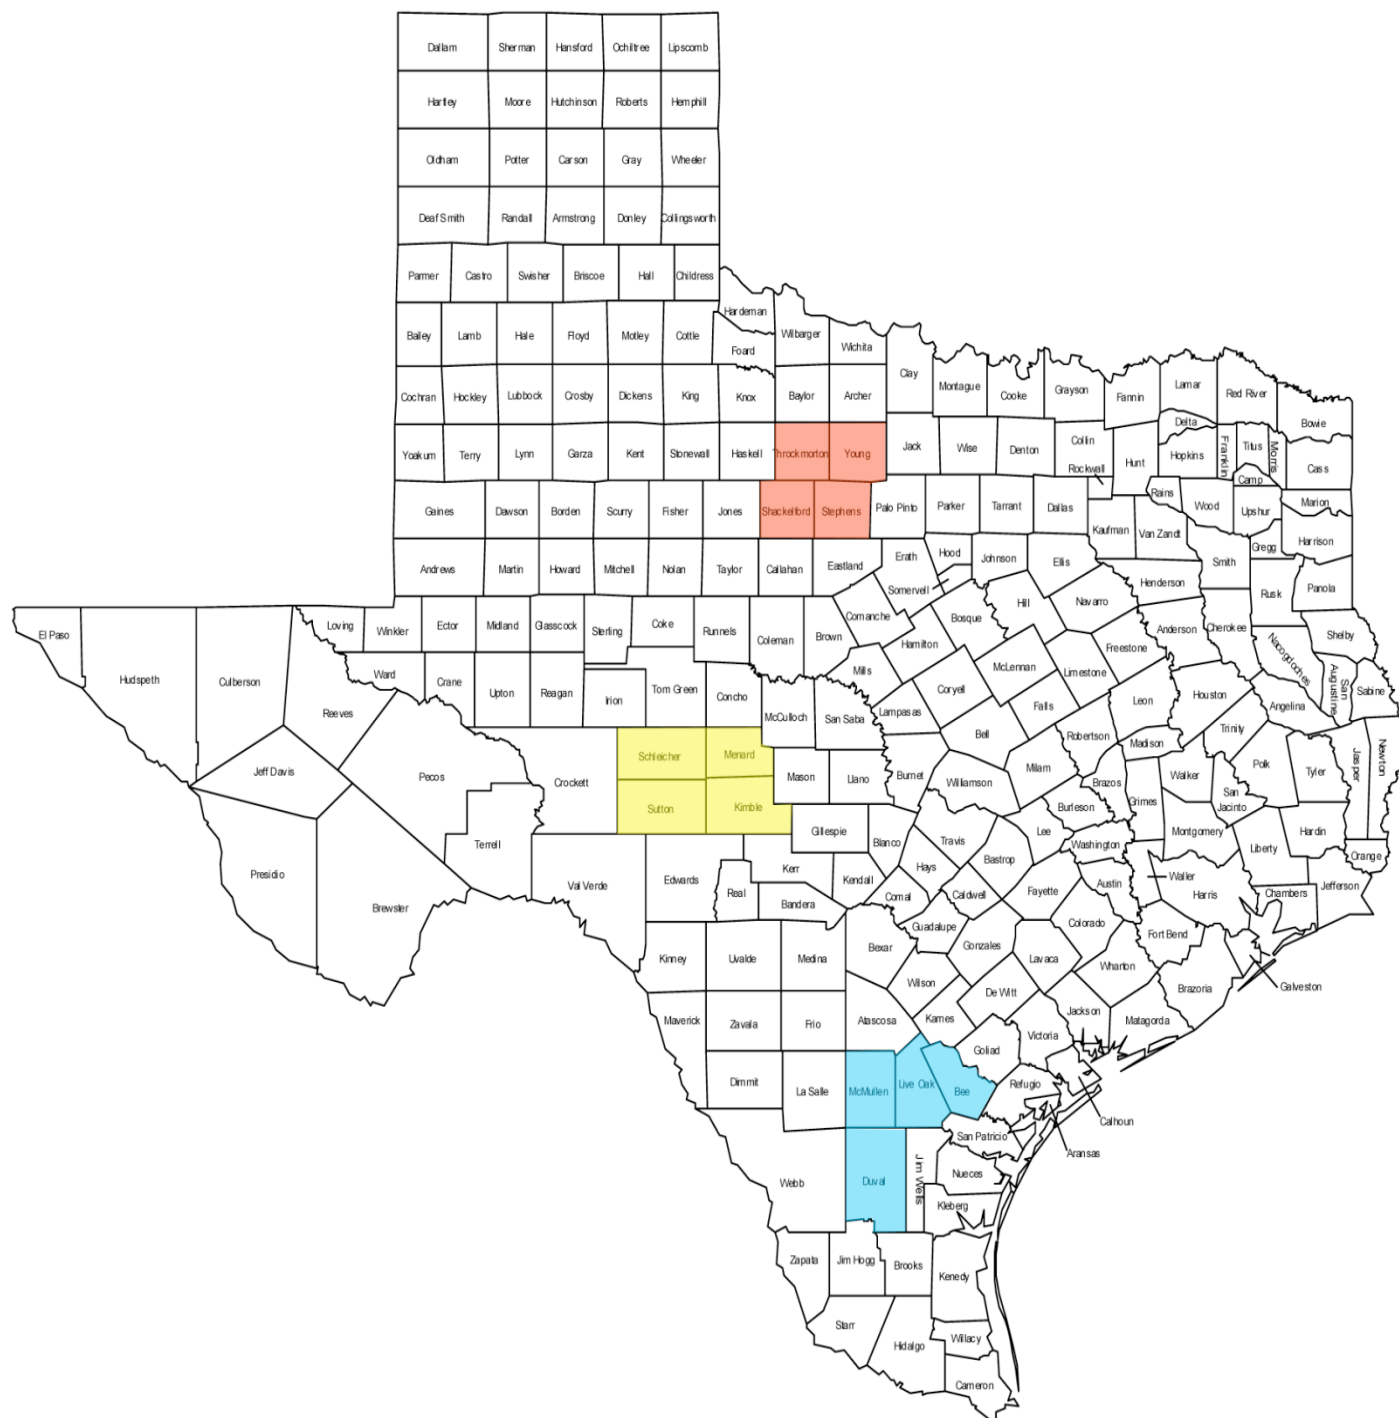 Dallam Sherman Hansford Ochiltree Lipscomb
Hartley Moore Hutchinson Roberts Hemphill
Oldham Potter Carson Gray Wheeler
Deaf Smith Randall Armstrong Donley Collingsworth
Parmer Castro Swisher Briscoe Hall Childress
Hardeman
Bailey Lamb Hale Floyd Motley Cottle Foard Wilbarger Wichita
Clay Montague Cooke Grayson Fannin Lamar Red River Bowie
Cochran Hockley Lubbock Crosby Dickens King Knox Baylor Archer
Delta
Yoakum Terry Lynn Garza Kent Stonewall Haskell Throckmorton Young Jack Wise Denton Collin Rockwall Hunt Hopkins Franklin Titus Morris Cass
Camp
Gaines Dawson Borden Scurry Fisher Jones Shackelford Stephens Palo Pinto Parker Tarrant Dallas Kaufman Rains Van Zandt Wood Upshur Marion
Gregg Harrison
Andrews Martin Howard Mitchell Nolan Taylor Callahan Eastland Erath Hood Somervell Johnson Ellis Henderson Smith Rusk Panola
El Paso Hudspeth Culberson Loving Winkler Ector Midland Glasscock Sterling Coke Runnels Coleman Brown Comanche Hamilton Bosque Hill Navarro Freestone Anderson Cherokee Nacogdoches Shelby
Reeves Ward Crane Upton Reagan Irion Tom Green Concho McCulloch San Saba Mills Lampasas Coryell McLennan Limestone Falls Leon Houston Angelina San Augustine Sabine
Jeff Davis Pecos Crockett Schleicher Menard Mason Llano Burnet Bell Milam Robertson Madison Brazos Trinity Walker Polk San Jacinto Tyler Jasper Newton
Terrell Sutton Kimble Gillespie Blanco Williamson Travis Burleson Lee Grimes Washington Montgomery Liberty Hardin Orange
Presidio Brewster Val Verde Edwards Real Kerr Bandera Kendall Comal Hays Caldwell Bastrop Fayette Austin Waller Harris Chambers Jefferson
Kinney Uvalde Medina Bexar Guadalupe Wilson Gonzales Lavaca Colorado Wharton Fort Bend Brazoria Galveston
Maverick Zavala Frio Atascosa Karnes De Witt Victoria Jackson Matagorda
Dimmit La Salle McMullen Live Oak Bee Goliad Refugio Calhoun
San Patricio Aransas
Webb Duval Jim Wells Nueces
Kleberg
Zapata Jim Hogg Brooks Kenedy
Starr Hidalgo Willacy
Cameron